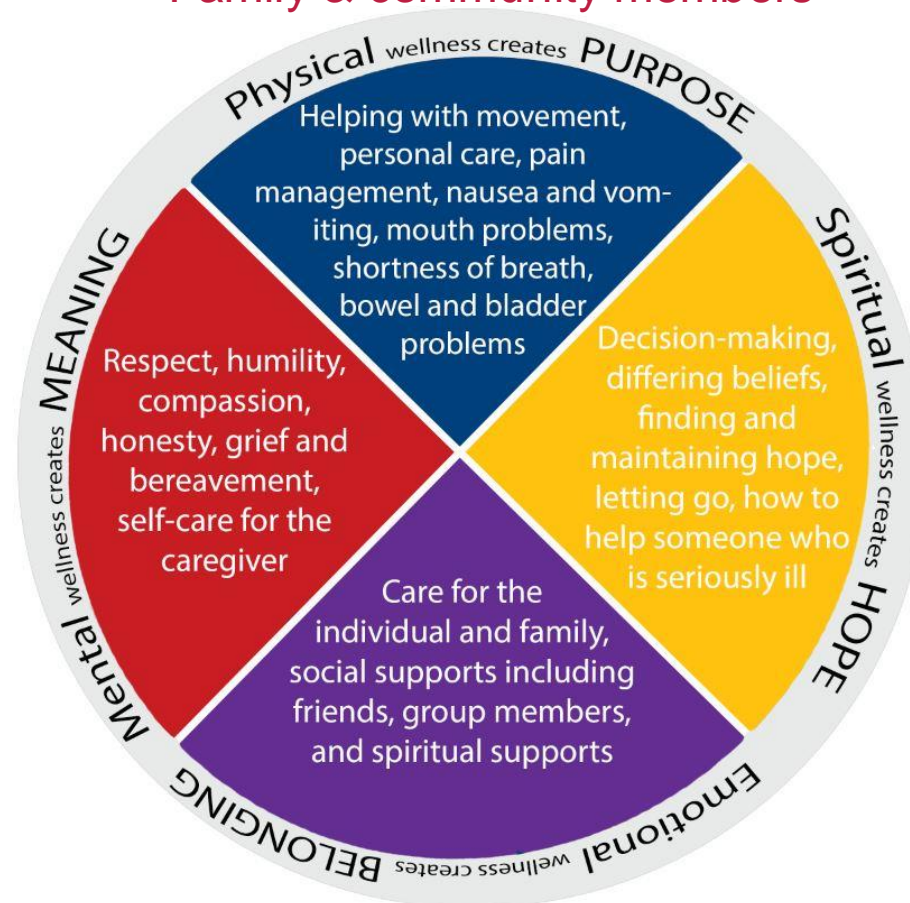 Family & community members
Physical wellness creates PURPOSE
Helping with movement,
personal care, pain
management, nausea and vom-
iting, mouth problems,
shortness of breath,
bowel and bladder
problems
Spiritual wellness creates HOPE
Decision-making,
differing beliefs,
finding and
maintaining hope,
letting go, how to
help someone who
is seriously ill
Emotional wellness creates BELONGING
Care for the
individual and family,
social supports including
friends, group members,
and spiritual supports
Mental wellness creates MEANING
Respect, humility,
compassion,
honesty, grief and
bereavement,
self-care for the
caregiver